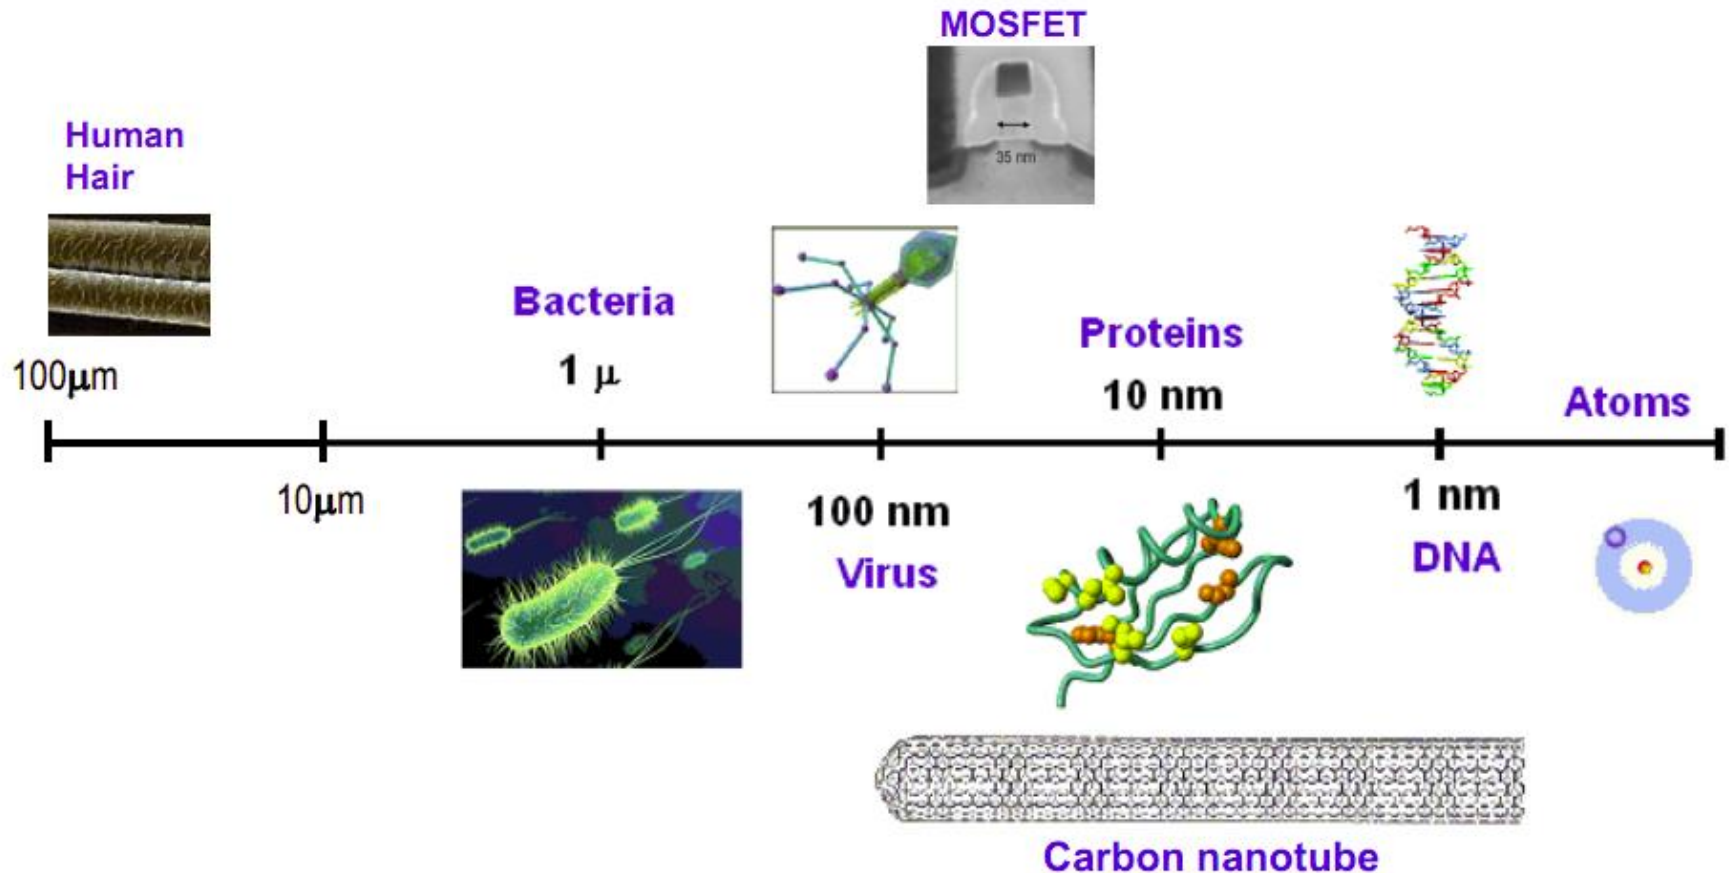 MOSFET
35 nm
Human
Hair
Bacteria
Proteins
100μm
1 μ
10 nm
Atoms
10μm
100 nm
1 nm
Virus
DNA
Carbon nanotube